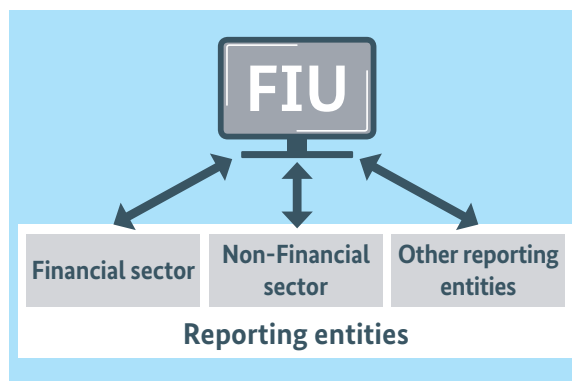 FIU
Financial sector
Non-Financial
sector
Other reporting
entities
Reporting entities